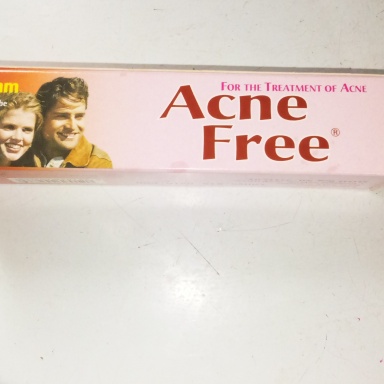 FOR THE TREATMENT OF ACNE
Acne
Free®